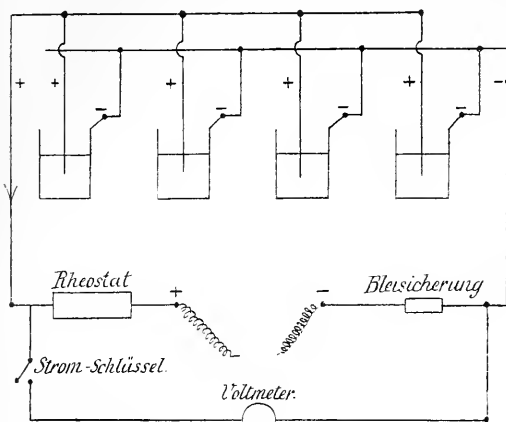 + + + + + -
- - - -
Rheostat + - Bleisicherung
Strom-Schlüssel.
Voltmeter.